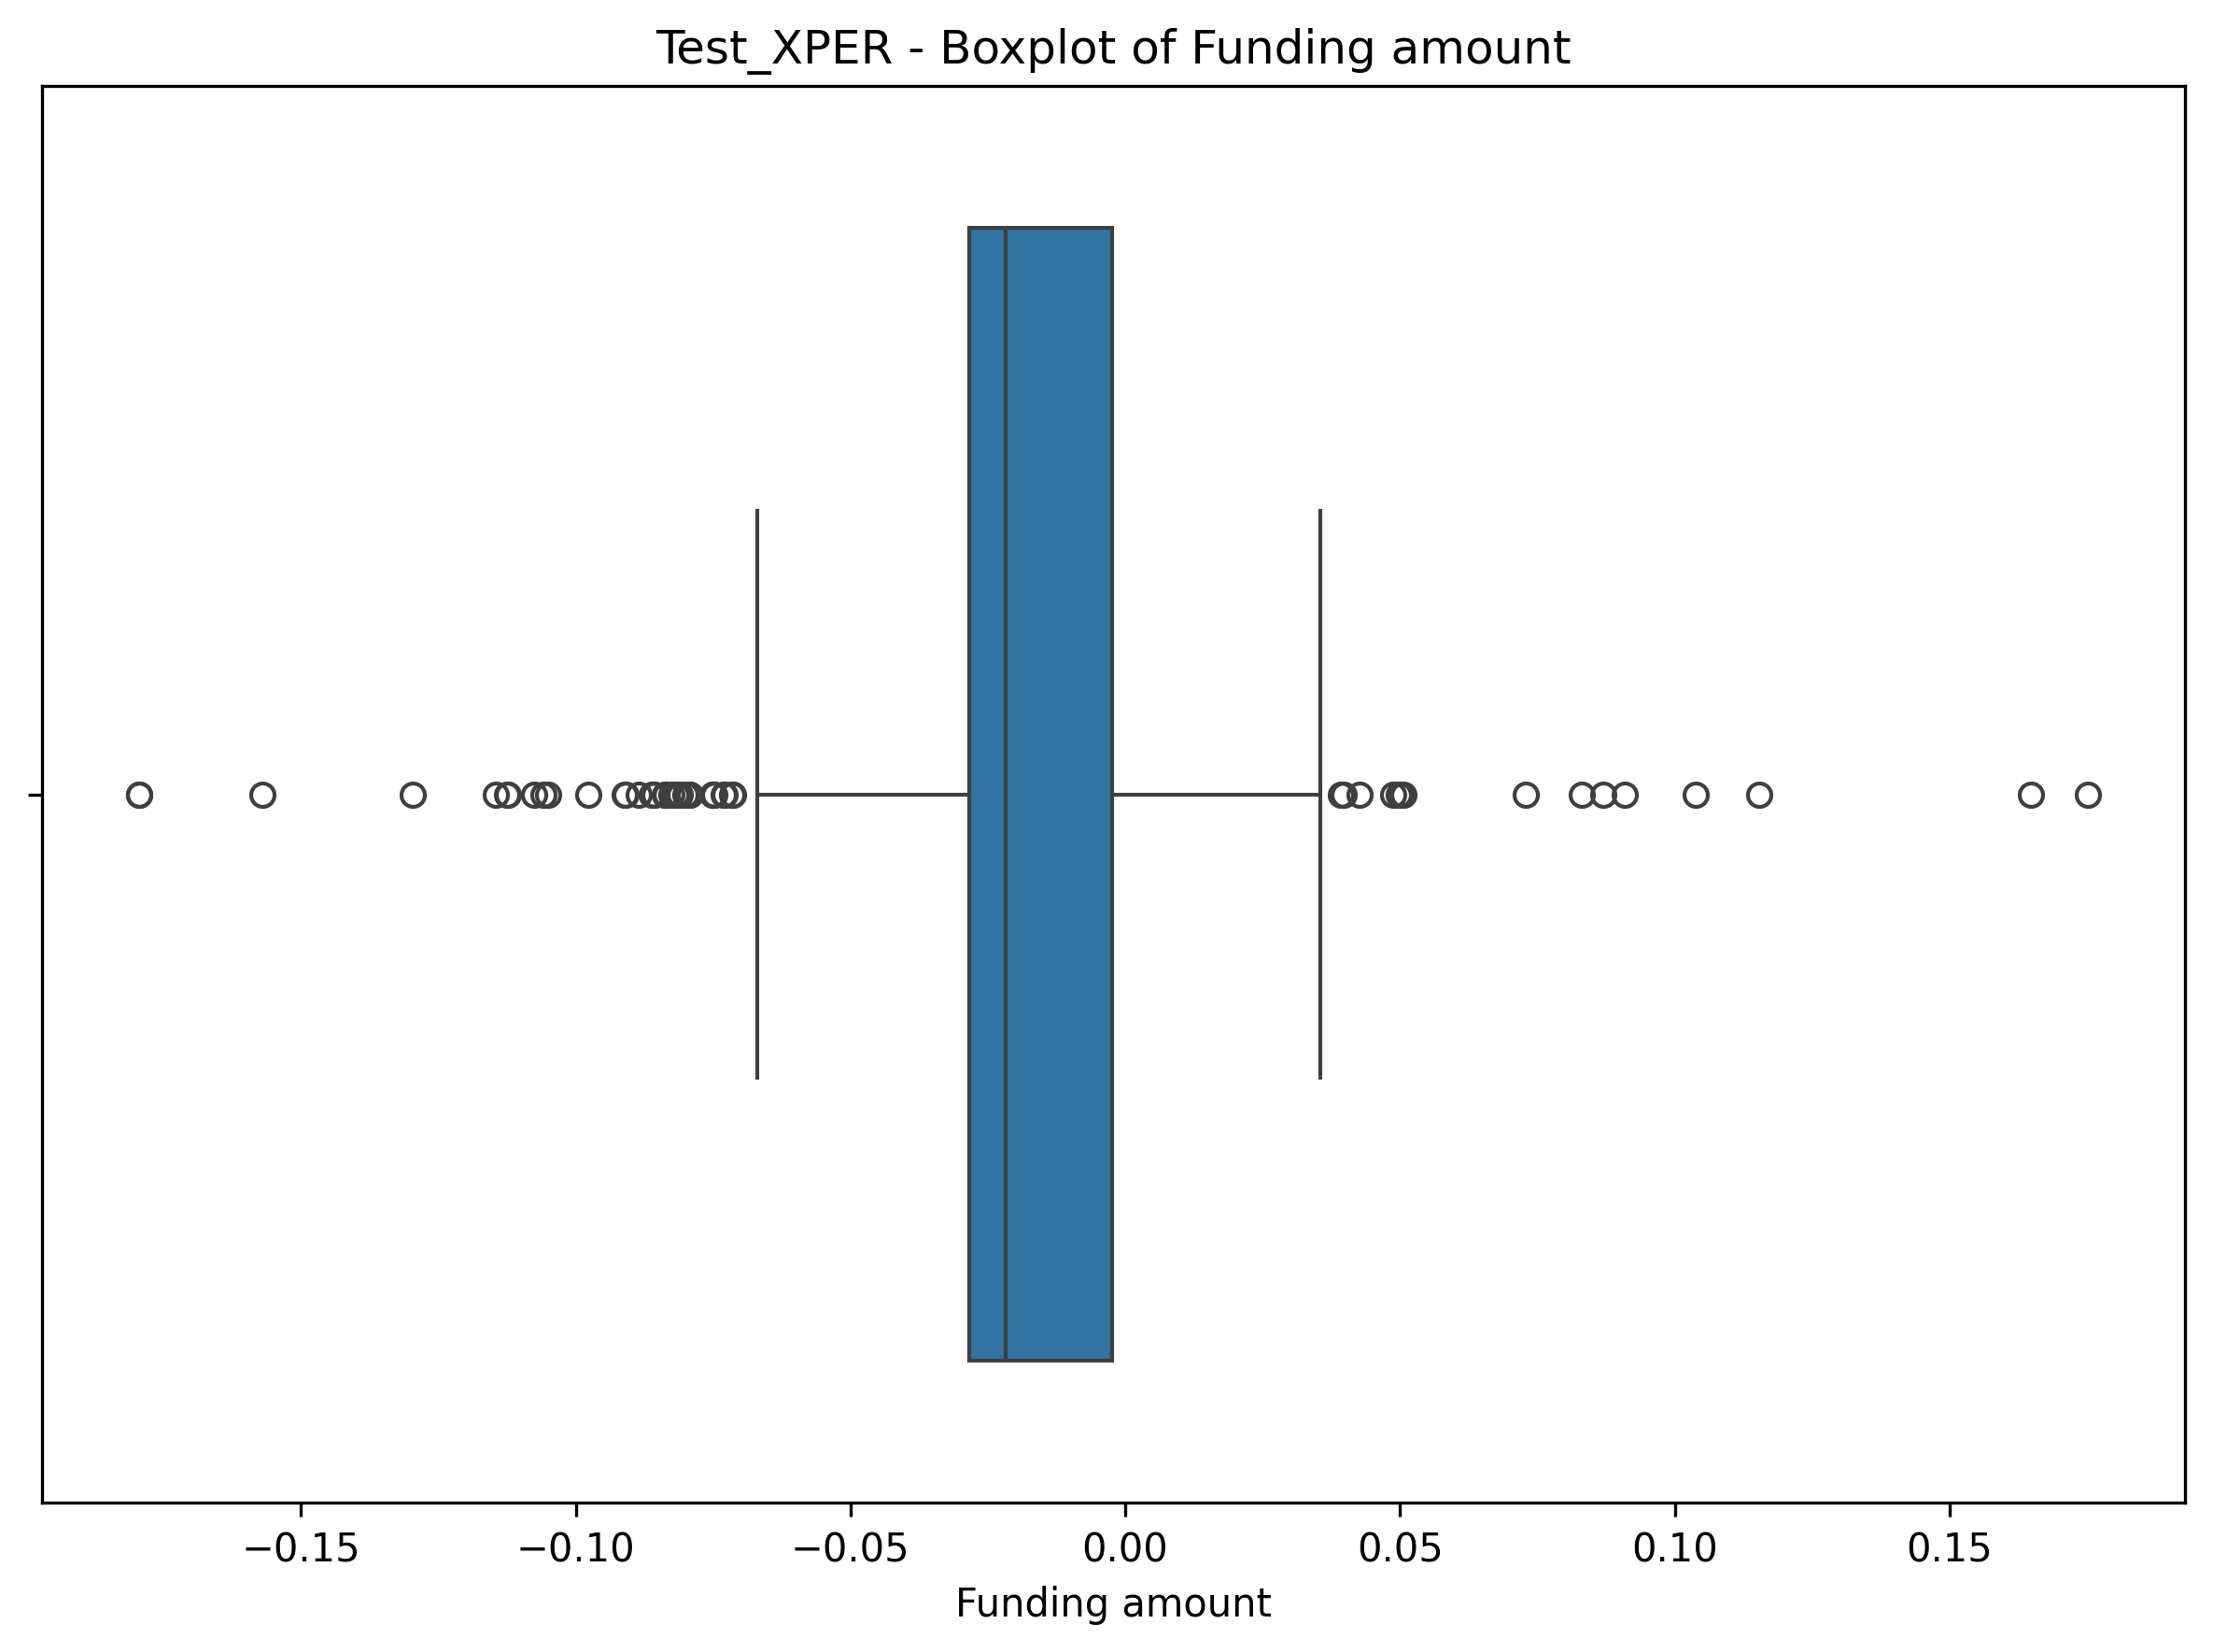 Test_XPER - Boxplot of Funding amount
−0.15 −0.10 −0.05 0.00 0.05 0.10 0.15
Funding amount